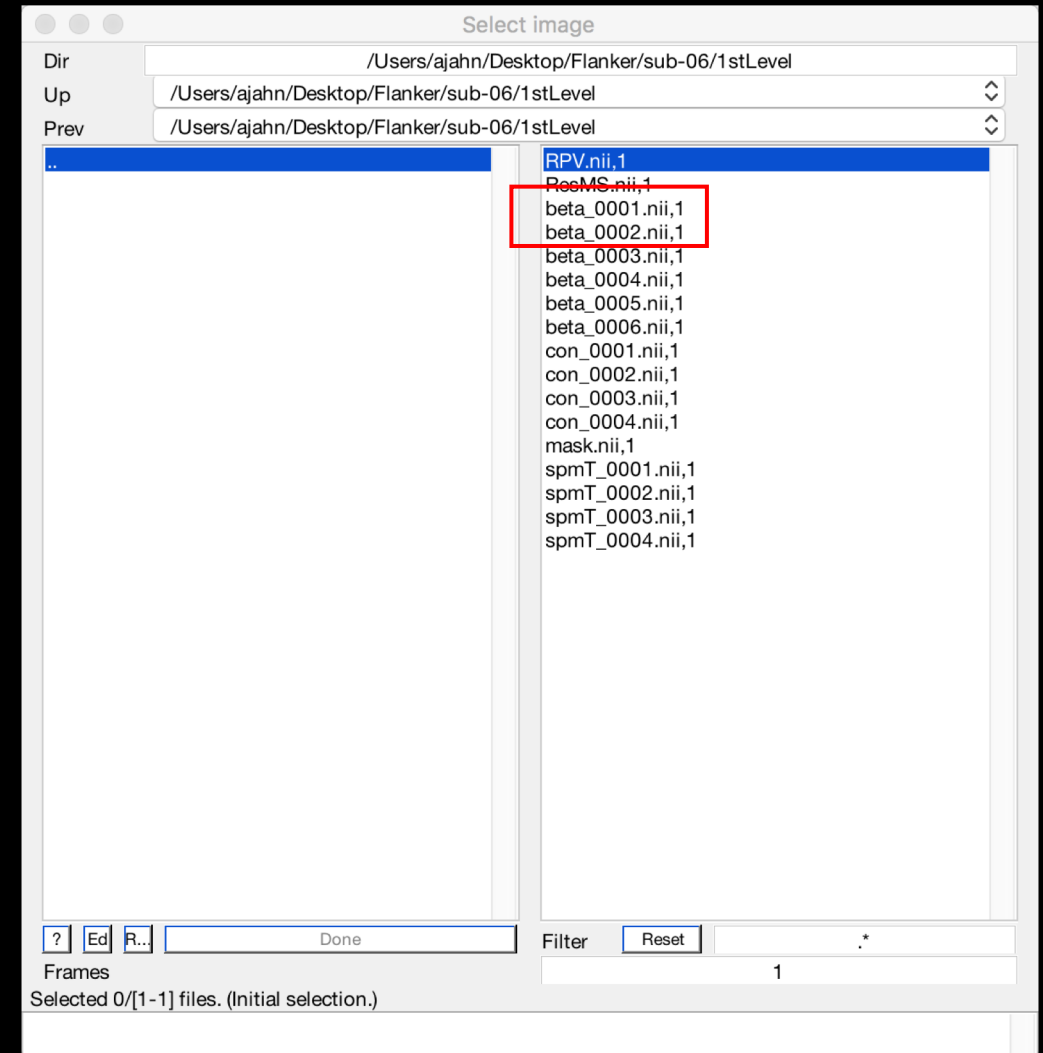 Select image
Dir /Users/ajahn/Desktop/Flanker/sub-06/1stLevel
Up /Users/ajahn/Desktop/Flanker/sub-06/1stLevel
Prev /Users/ajahn/Desktop/Flanker/sub-06/1stLevel
..
RPV.nii,1
ResMS.nii,1
beta_0001.nii,1
beta_0002.nii,1
beta_0003.nii,1
beta_0004.nii,1
beta_0005.nii,1
beta_0006.nii,1
con_0001.nii,1
con_0002.nii,1
con_0003.nii,1
con_0004.nii,1
mask.nii,1
spmT_0001.nii,1
spmT_0002.nii,1
spmT_0003.nii,1
spmT_0004.nii,1
? Ed R... Done Filter Reset .*
Frames 1
Selected 0/[1-1] files. (Initial selection.)